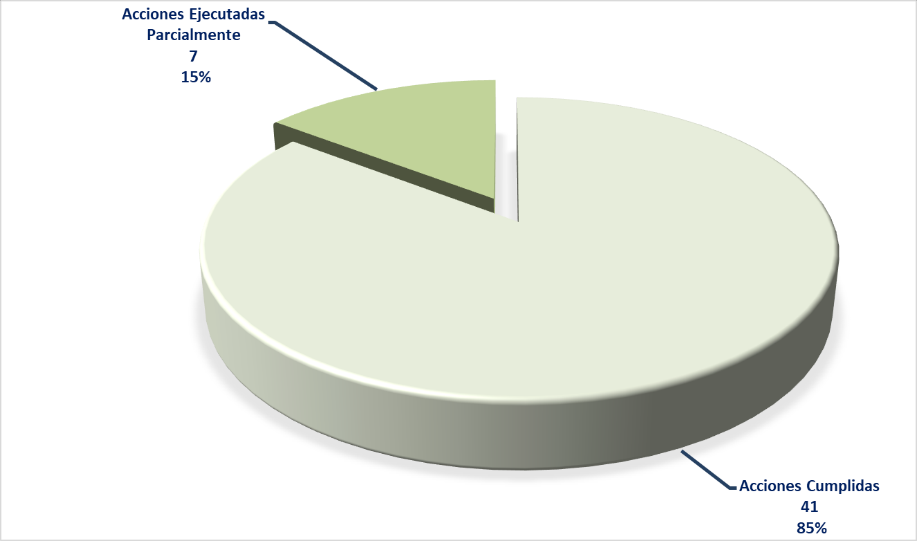 Acciones Ejecutadas
Parcialmente
7
15%
Acciones Cumplidas
41
85%